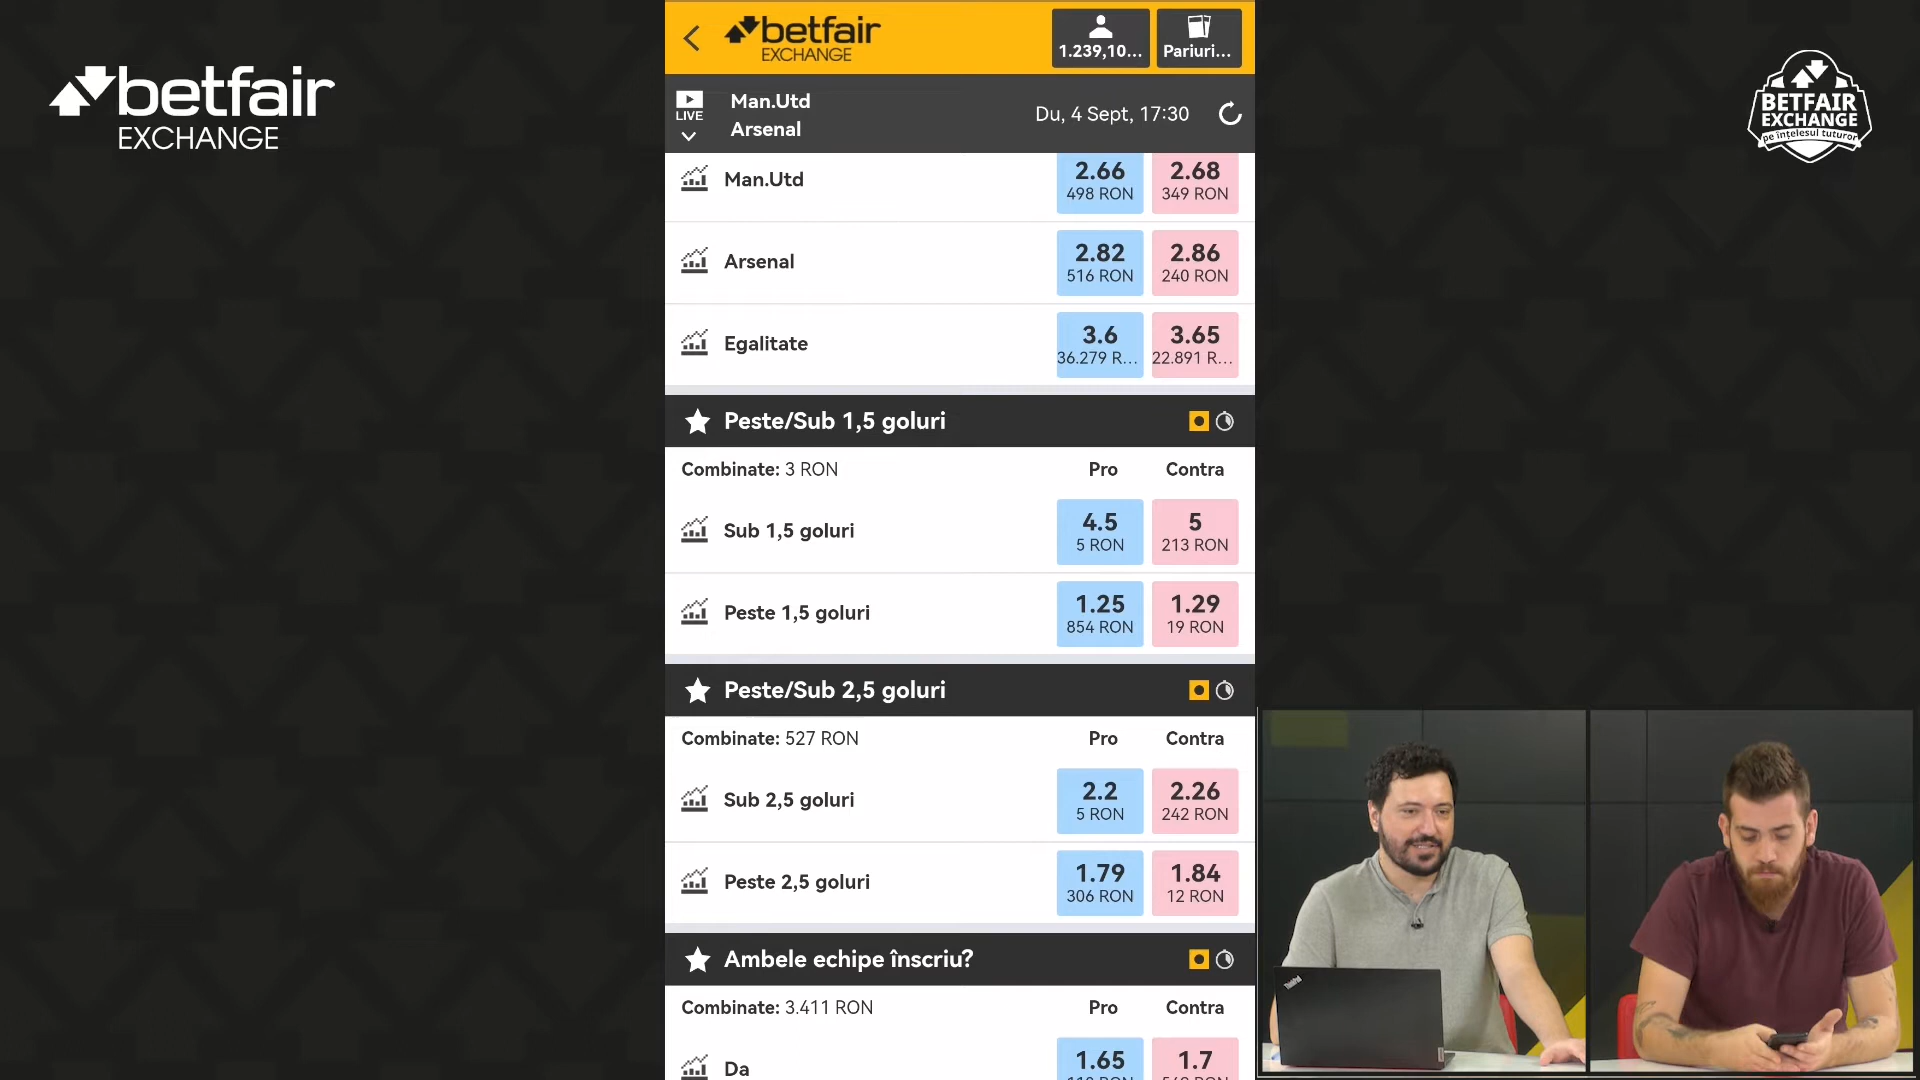 betfair
EXCHANGE
betfair
EXCHANGE
1.239,10...
Pariuri...
BETFAIR
EXCHANGE
pe înțelesul tuturor
LIVE
Man.Utd
Arsenal
Du, 4 Sept, 17:30
Man.Utd
2.66
498 RON
2.68
349 RON
Arsenal
2.82
516 RON
2.86
240 RON
Egalitate
3.6
36.279 R...
3.65
22.891 R...
Peste/Sub 1,5 goluri
Combinate: 3 RON
Pro
Contra
Sub 1,5 goluri
4.5
5 RON
5
213 RON
Peste 1,5 goluri
1.25
854 RON
1.29
19 RON
Peste/Sub 2,5 goluri
Combinate: 527 RON
Pro
Contra
Sub 2,5 goluri
2.2
5 RON
2.26
242 RON
Peste 2,5 goluri
1.79
306 RON
1.84
12 RON
Ambele echipe înscriu?
Combinate: 3.411 RON
Pro
Contra
Da
1.65
1.7
ThinkPad